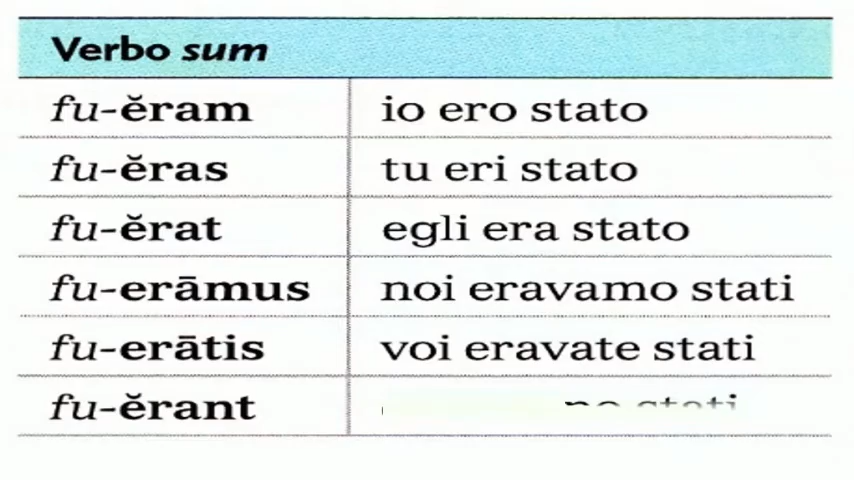 Verbo sum
fu-ĕram io ero stato
fu-ĕras tu eri stato
fu-ĕrat egli era stato
fu-erāmus noi eravamo stati
fu-erātis voi eravate stati
fu-ĕrant stati